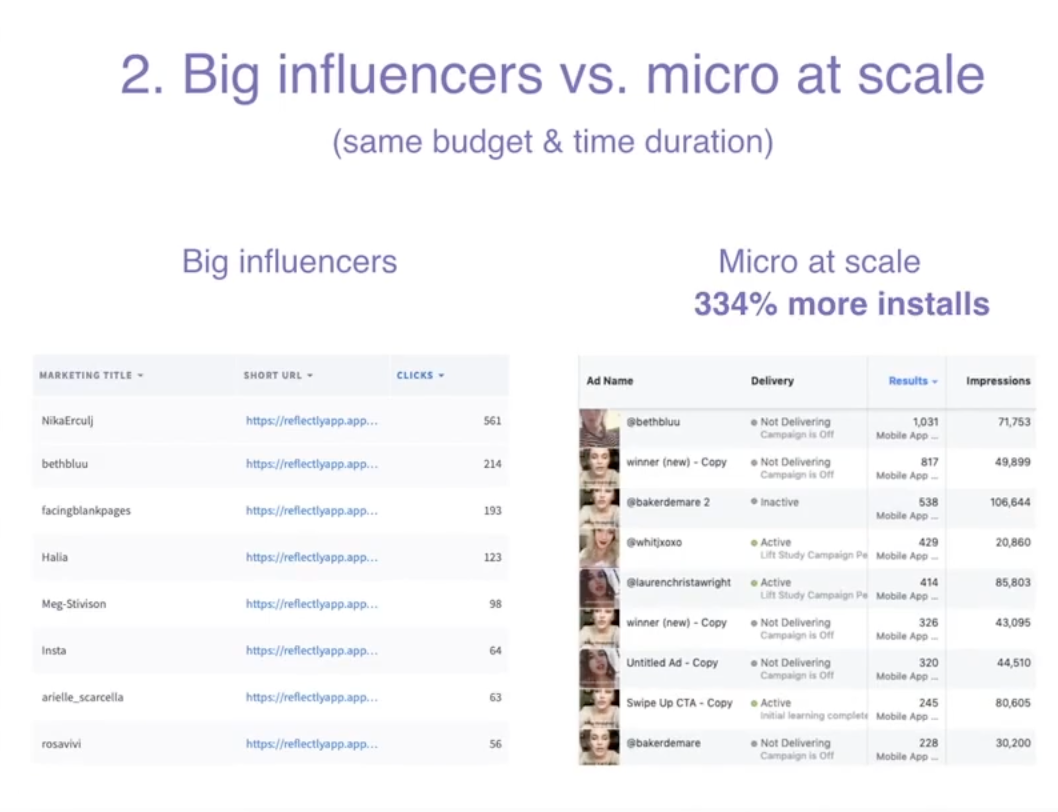 2. Big influencers vs. micro at scale
(same budget & time duration)
Big influencers
MARKETING TITLE SHORT URL CLICKS
NikaErculj https://reflectlyapp.app... 561
bethbluu https://reflectlyapp.app... 214
facingblankpages https://reflectlyapp.app... 193
Halia https://reflectlyapp.app... 123
Meg-Stivison https://reflectlyapp.app... 98
Insta https://reflectlyapp.app... 64
arielle_scarcella https://reflectlyapp.app... 63
rosavivi https://reflectlyapp.app... 56
Micro at scale
334% more installs
Ad Name Delivery Results Impressions
@bethbluu Not Delivering 1,031 71,753
Campaign is Off Mobile App ...
winner (new) - Copy Not Delivering 817 49,899
Campaign is Off Mobile App ...
@bakerdemare 2 Inactive 538 106,644
Mobile App ...
@whitjxoxo Active 429 20,860
Lift Study Campaign Pe Mobile App ...
@laurenchristawright Active 414 85,803
Lift Study Campaign Pe Mobile App ...
winner (new) - Copy Not Delivering 326 43,095
Campaign is Off Mobile App ...
Untitled Ad - Copy Not Delivering 320 44,510
Campaign is Off Mobile App ...
Swipe Up CTA - Copy Active 245 80,605
Initial learning complete Mobile App ...
@bakerdemare Not Delivering 228 30,200
Campaign is Off Mobile App ...